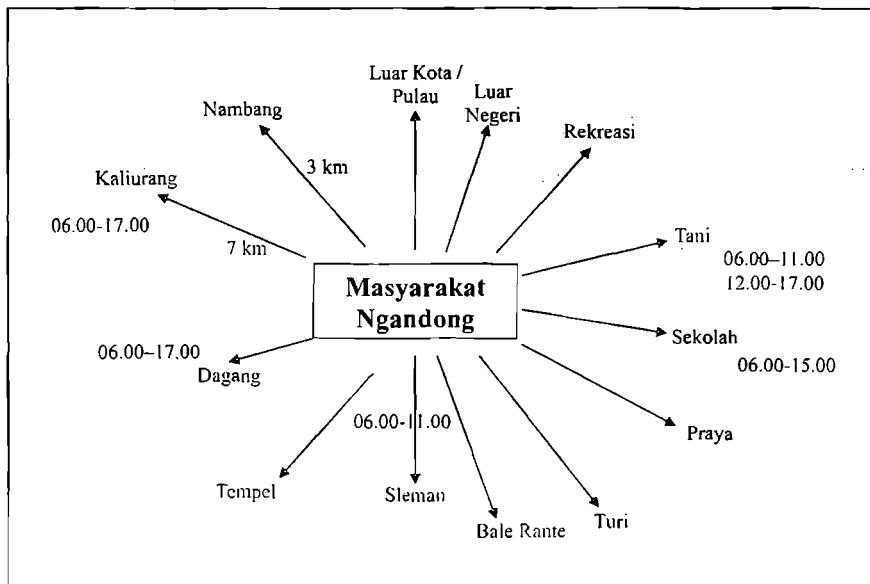 Luar Kota /
Pulau
Luar
Negeri
Nambang
Rekreasi
3 km
Kaliurang
06.00-17.00
7 km
Tani
06.00–11.00
12.00-17.00
Masyarakat
Ngandong
Sekolah
06.00-15.00
06.00–17.00
Dagang
06.00-11.00
Praya
Tempel
Sleman
Bale Rante
Turi